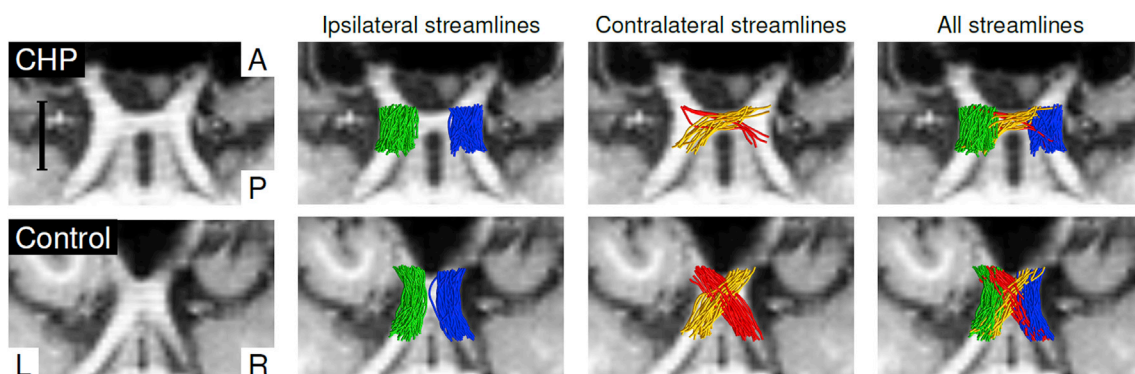 Ipsilateral streamlines
Contralateral streamlines
All streamlines
CHP
A
P
Control
L
R